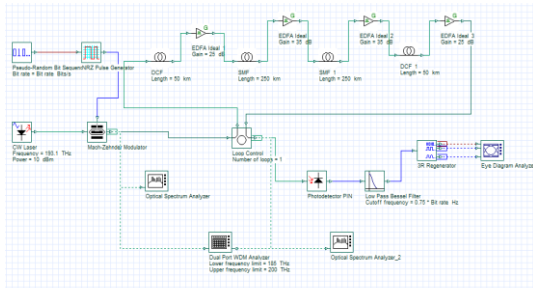 EDFA Ideal
Gain = 35 dB
EDFA Ideal
Gain = 25 dB
EDFA Ideal 2
Gain = 35 dB
EDFA Ideal 3
Gain = 25 dB
DCF
Length = 50 km
SMF
Length = 250 km
SMF 1
Length = 250 km
DCF 1
Length = 50 km
Pseudo-Random Bit Sequen
Bit rate = Bit rate Bits/s
NRZ Pulse Generator
CW Laser
Frequency = 193.1 THz
Power = 10 dBm
Mach-Zehnder Modulator
Loop Control
Number of loops = 1
3R Regenerator
Eye Diagram Analyz
Optical Spectrum Analyzer
Photodetector PIN
Low Pass Bessel Filter
Cutoff frequency = 0.75 * Bit rate Hz
Dual Port WDM Analyzer
Lower frequency limit = 185 THz
Upper frequency limit = 200 THz
Optical Spectrum Analyzer_2